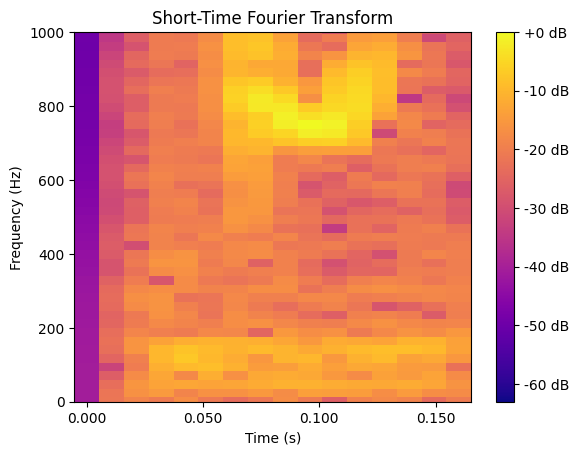 Short-Time Fourier Transform
1000
800
600
400
200
0
Frequency (Hz)
0.000
0.050
0.100
0.150
Time (s)
+0 dB
-10 dB
-20 dB
-30 dB
-40 dB
-50 dB
-60 dB